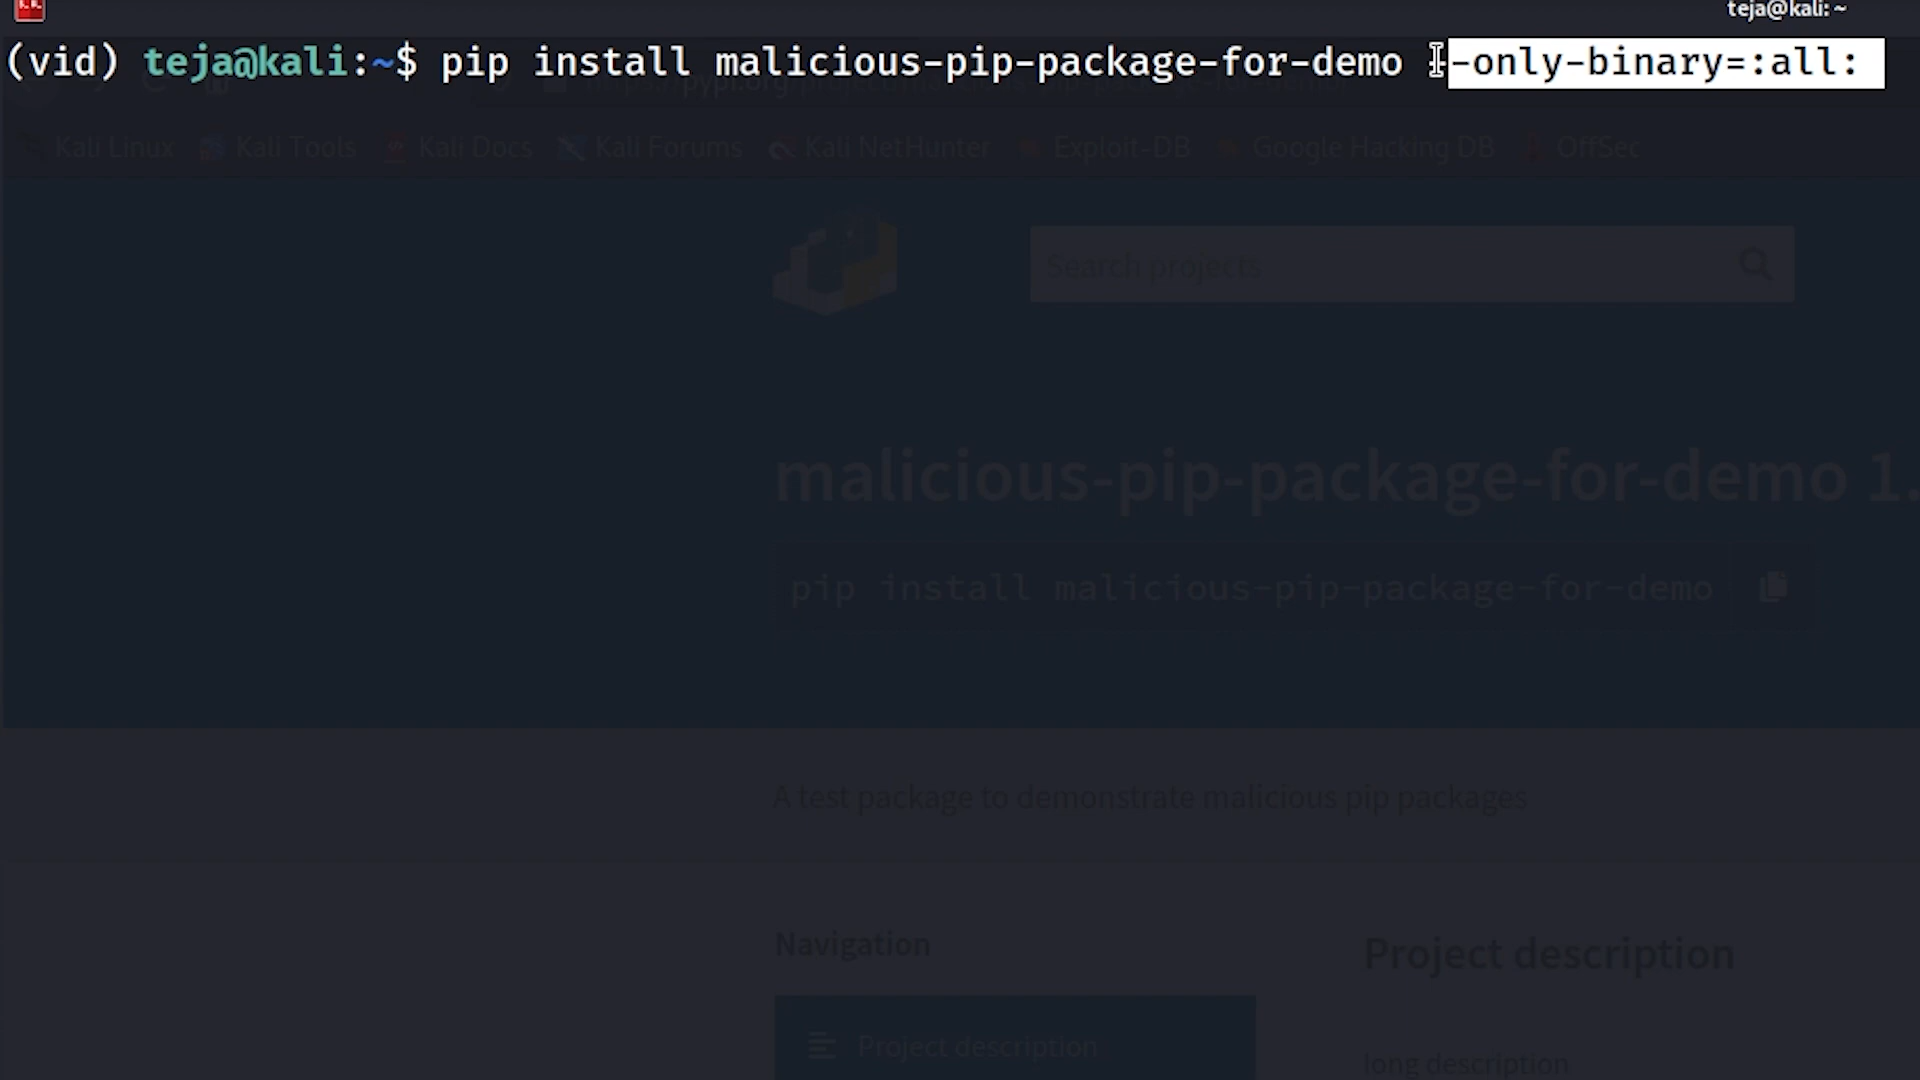 teja@kali: ~
(vid) teja@kali:~$ pip install malicious-pip-package-for-demo --only-binary=:all:
Kali Linux Kali Tools Kali Docs Kali Forums Kali NetHunter Exploit-DB Google Hacking DB OffSec
Search projects
malicious-pip-package-for-demo 1.
pip install malicious-pip-package-for-demo
A test package to demonstrate malicious pip packages
Navigation
Project description
Project description
long description